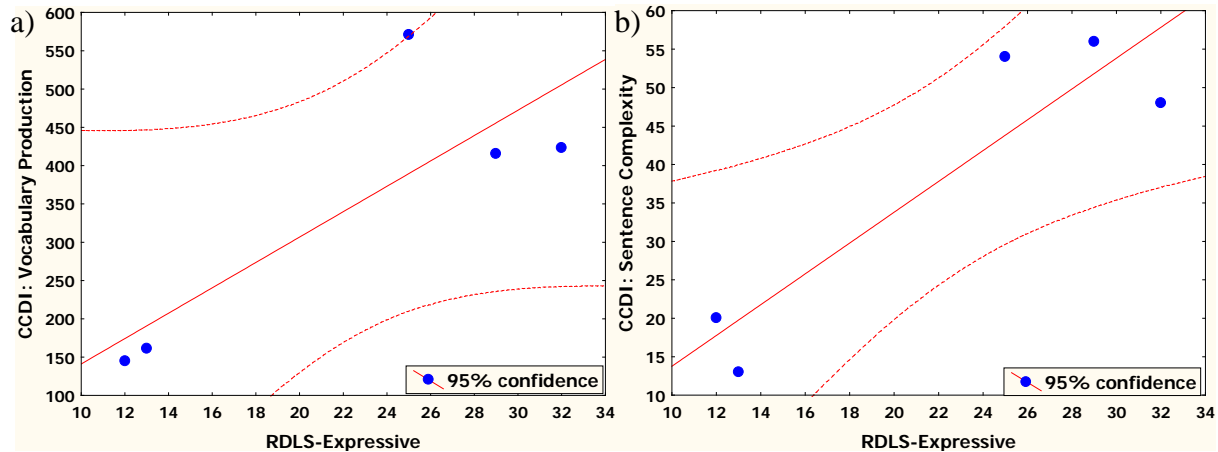 a)
CCDI: Vocabulary Production
600
550
500
450
400
350
300
250
200
150
100
10 12 14 16 18 20 22 24 26 28 30 32 34
RDLS-Expressive
95% confidence
b)
CCDI: Sentence Complexity
60
55
50
45
40
35
30
25
20
15
10
10 12 14 16 18 20 22 24 26 28 30 32 34
RDLS-Expressive
95% confidence